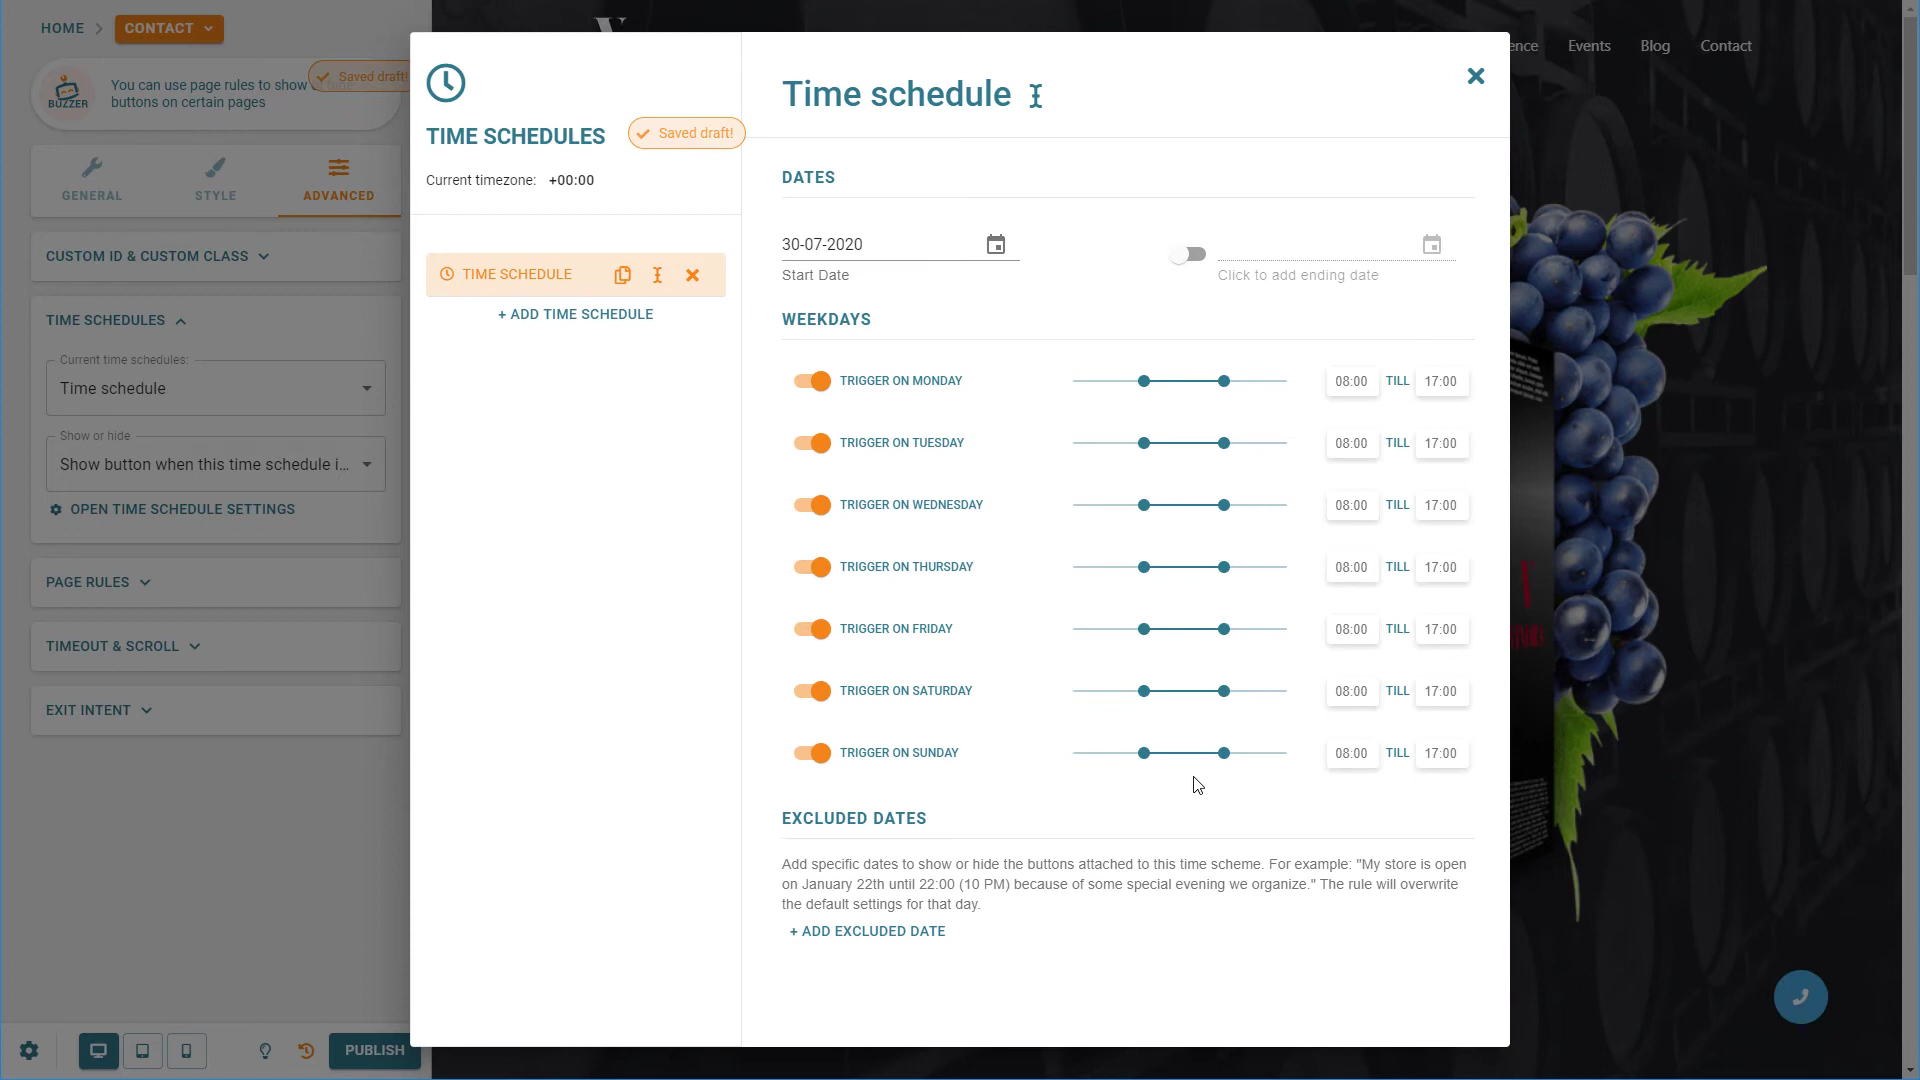 HOME
CONTACT
BUZZER
You can use page rules to show
buttons on certain pages
Saved draft!
GENERAL
STYLE
ADVANCED
CUSTOM ID & CUSTOM CLASS
TIME SCHEDULES
Current time schedules:
Time schedule
Show or hide
Show button when this time schedule i...
OPEN TIME SCHEDULE SETTINGS
PAGE RULES
TIMEOUT & SCROLL
EXIT INTENT
PUBLISH
TIME SCHEDULES
Saved draft!
Current timezone: +00:00
TIME SCHEDULE
+ ADD TIME SCHEDULE
Time schedule
DATES
30-07-2020
Start Date
Click to add ending date
WEEKDAYS
TRIGGER ON MONDAY 08:00 TILL 17:00
TRIGGER ON TUESDAY 08:00 TILL 17:00
TRIGGER ON WEDNESDAY 08:00 TILL 17:00
TRIGGER ON THURSDAY 08:00 TILL 17:00
TRIGGER ON FRIDAY 08:00 TILL 17:00
TRIGGER ON SATURDAY 08:00 TILL 17:00
TRIGGER ON SUNDAY 08:00 TILL 17:00
EXCLUDED DATES
Add specific dates to show or hide the buttons attached to this time scheme. For example: "My store is open
on January 22th until 22:00 (10 PM) because of some special evening we organize." The rule will overwrite
the default settings for that day.
+ ADD EXCLUDED DATE
ence Events Blog Contact